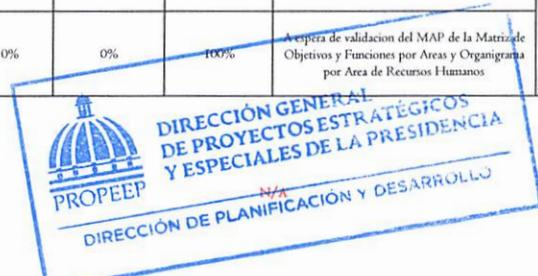 0%
0%
100%
A espera de validacion del MAP de la Matriz de
Objetivos y Funciones por Areas y Organigrama
por Area de Recursos Humanos
DIRECCIÓN GENERAL
DE PROYECTOS ESTRATÉGICOS
Y ESPECIALES DE LA PRESIDENCIA
PROPEEP
N/A
DIRECCIÓN DE PLANIFICACIÓN Y DESARROLLO